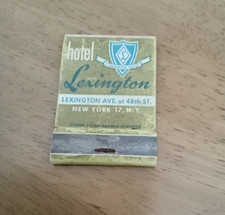 hotel
Lexington
LEXINGTON AVE. at 48th ST.
NEW YORK 17, N.Y.